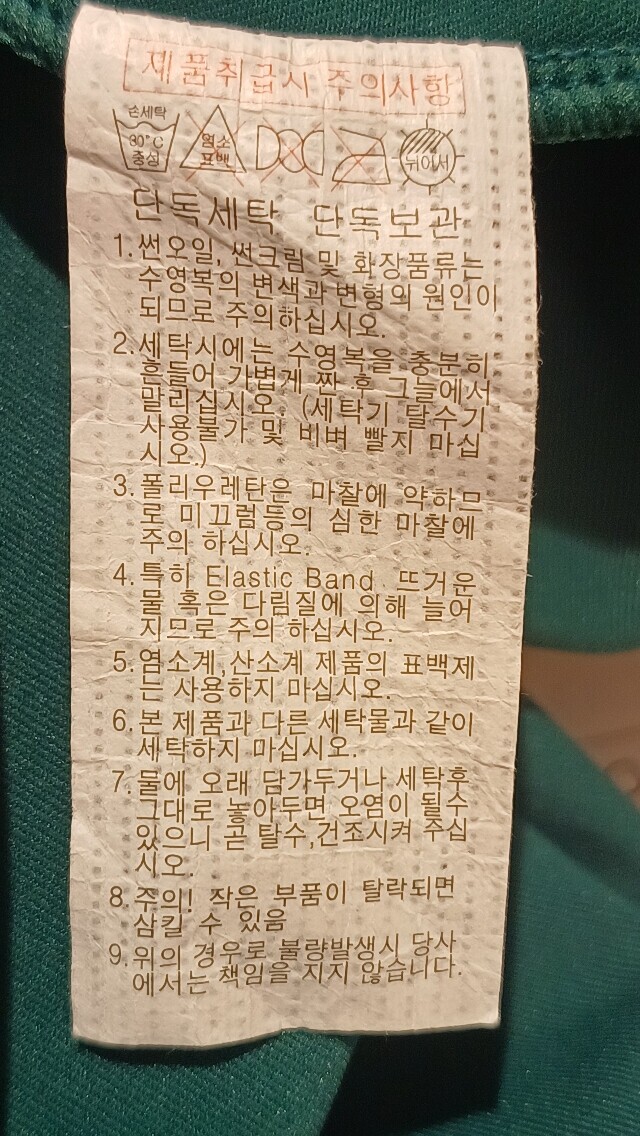 제품취급시 주의사항
손세탁
30°C
중성
염소
표백
뉘어서
단독세탁 단독보관
1. 썬오일, 썬크림 및 화장품류는
수영복의 변색과 변형의 원인이
되므로 주의하십시오.
2. 세탁시에는 수영복을 충분히
흔들어 가볍게 짠 후 그늘에서
말리십시오. (세탁기 탈수기
사용불가 및 비벼 빨지 마십
시오.)
3. 폴리우레탄은 마찰에 약하므
로 미끄럼등의 심한 마찰에
주의 하십시오.
4. 특히 Elastic Band 뜨거운
물 혹은 다림질에 의해 늘어
지므로 주의 하십시오.
5. 염소계,산소계 제품의 표백제
는 사용하지 마십시오.
6. 본 제품과 다른 세탁물과 같이
세탁하지 마십시오.
7. 물에 오래 담가두거나 세탁후
그대로 놓아두면 오염이 될수
있으니 곧 탈수,건조시켜 주십
시오.
8. 주의! 작은 부품이 탈락되면
삼킬 수 있음
9. 위의 경우로 불량발생시 당사
에서는 책임을 지지 않습니다.